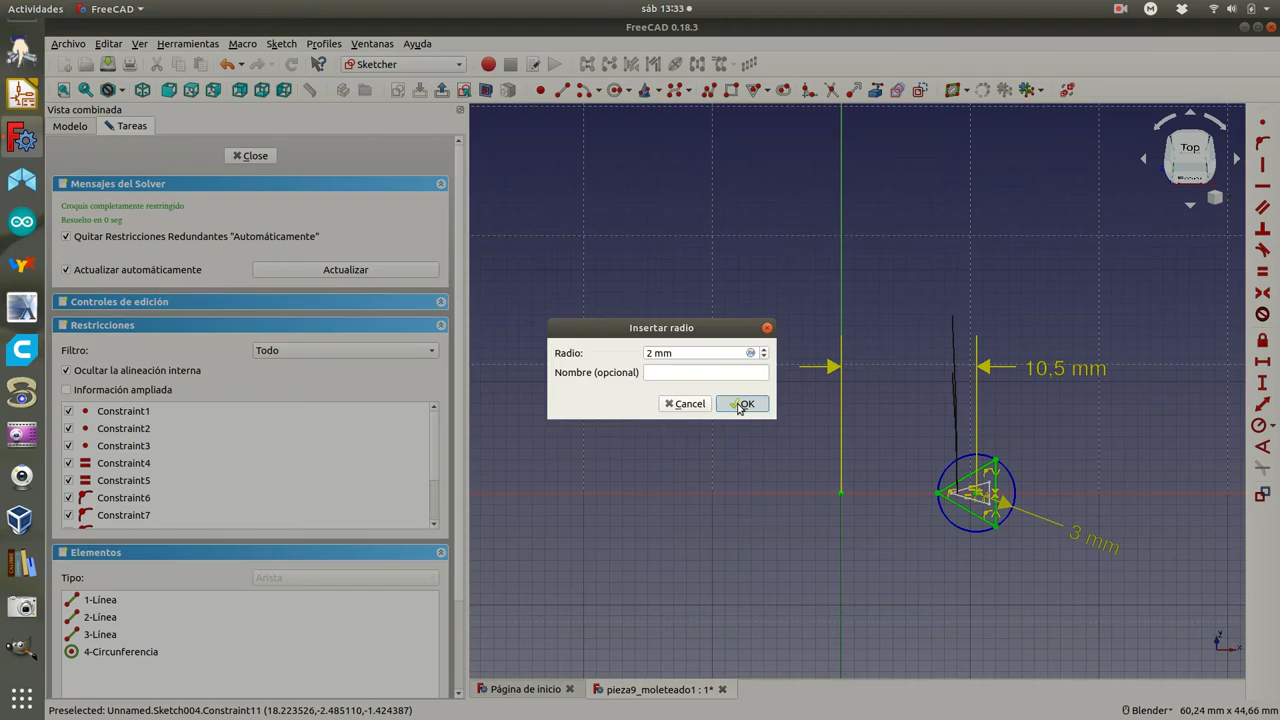 Actividades
FreeCAD
sáb 13:33
FreeCAD 0.18.3
Archivo Editar Ver Herramientas Macro Sketch Profiles Ventanas Ayuda
Sketcher
Vista combinada
Modelo Tareas
Close
Mensajes del Solver
Croquis completamente restringido
Resuelto en 0 seg
Quitar Restricciones Redundantes "Automáticamente"
Actualizar automáticamente Actualizar
Controles de edición
Restricciones
Filtro: Todo
Ocultar la alineación interna
Información ampliada
Constraint1
Constraint2
Constraint3
Constraint4
Constraint5
Constraint6
Constraint7
Elementos
Tipo: Arista
1-Línea
2-Línea
3-Línea
4-Circunferencia
Insertar radio
Radio: 2 mm
Nombre (opcional)
Cancel OK
10,5 mm
3 mm
Top
Página de inicio
pieza9_moleteado1 : 1*
Preselected: Unnamed.Sketch004.Constraint11 (18.223526,-2.485110,-1.424387)
Blender
60,24 mm x 44,66 mm